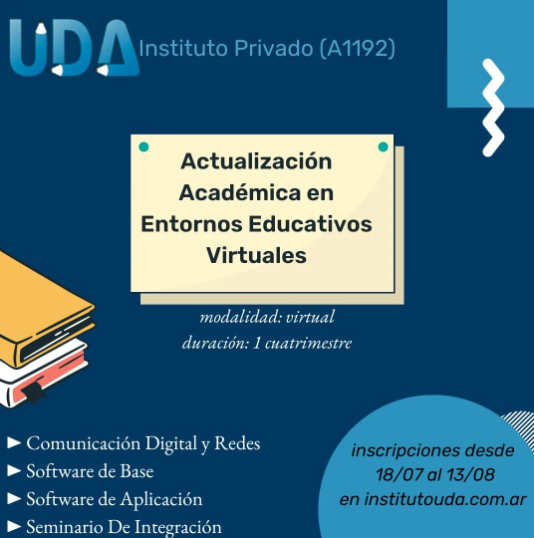 UDA Instituto Privado (A1192)
Actualización
Académica en
Entornos Educativos
Virtuales
modalidad: virtual
duración: 1 cuatrimestre
► Comunicación Digital y Redes
► Software de Base
► Software de Aplicación
► Seminario De Integración
inscripciones desde
18/07 al 13/08
en institutouda.com.ar